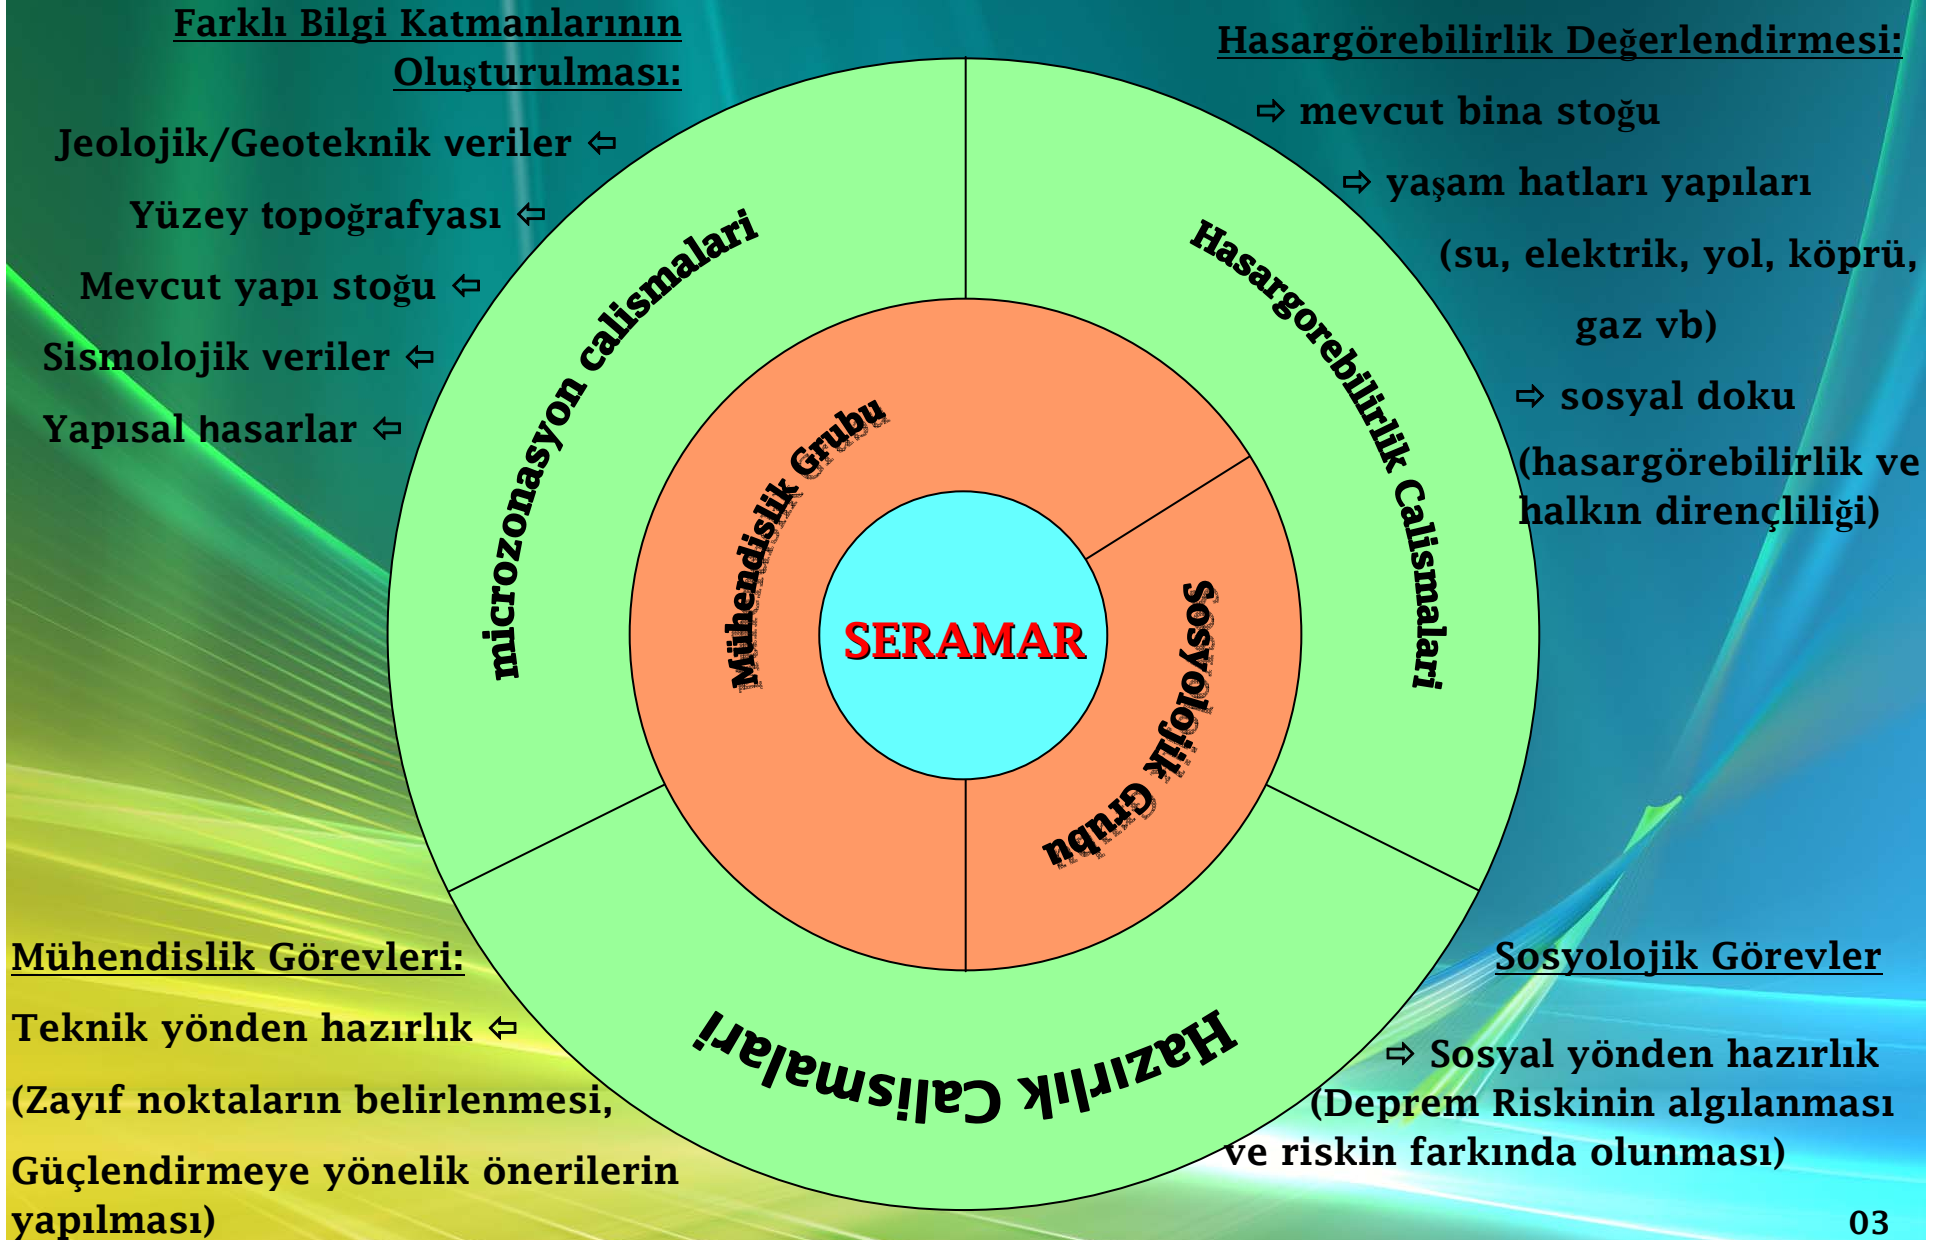 Farklı Bilgi Katmanlarının
Oluşturulması:
Jeolojik/Geoteknik veriler ⇦
Yüzey topoğrafyası ⇦
Mevcut yapı stoğu ⇦
Sismolojik veriler ⇦
Yapısal hasarlar ⇦
Hasargörebilirlik Değerlendirmesi:
⇨ mevcut bina stoğu
⇨ yaşam hatları yapıları
(su, elektrik, yol, köprü,
gaz vb)
⇨ sosyal doku
(hasargörebilirlik ve
halkın dirençliliği)
microzonasyon calismalari
Hasargorebilirlik Calismalari
Mühendislik Grubu
SERAMAR
Sosyolojik Grubu
Hazırlık Calismalari
Mühendislik Görevleri:
Teknik yönden hazırlık ⇦
(Zayıf noktaların belirlenmesi,
Güçlendirmeye yönelik önerilerin
yapılması)
Sosyolojik Görevler
⇨ Sosyal yönden hazırlık
(Deprem Riskinin algılanması
ve riskin farkında olunması)
03